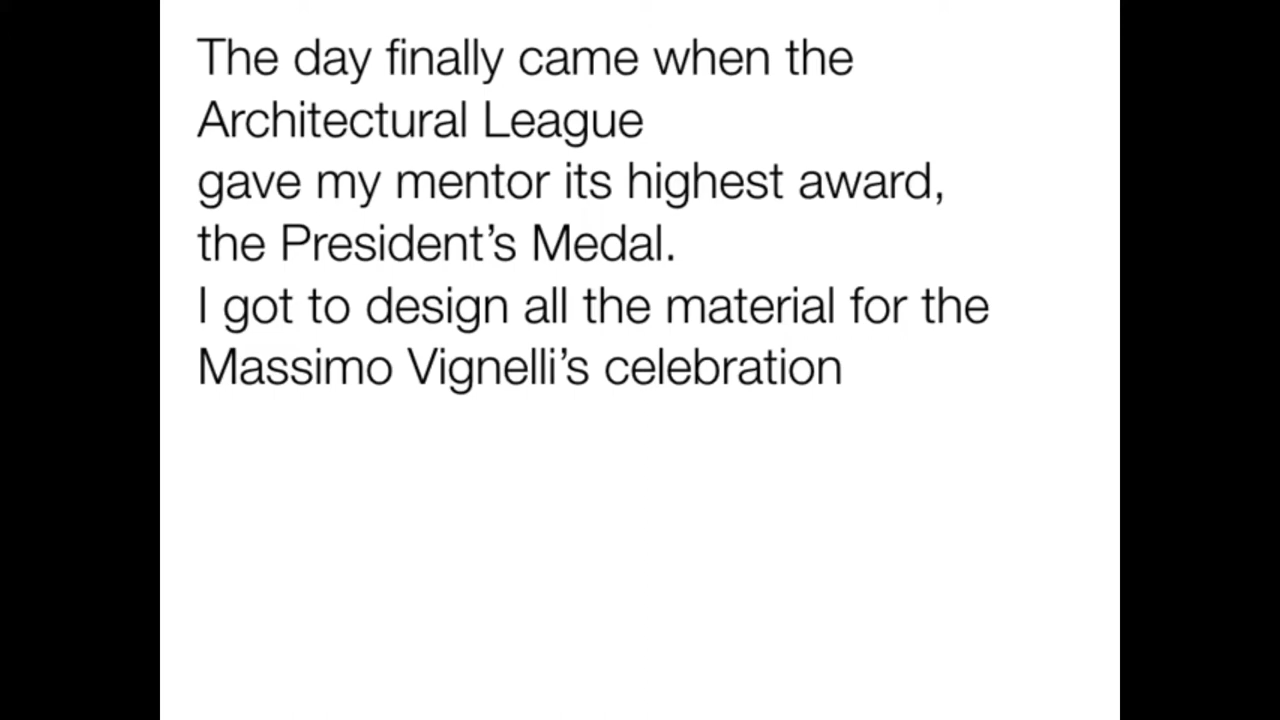 The day finally came when the
Architectural League
gave my mentor its highest award,
the President’s Medal.
I got to design all the material for the
Massimo Vignelli’s celebration